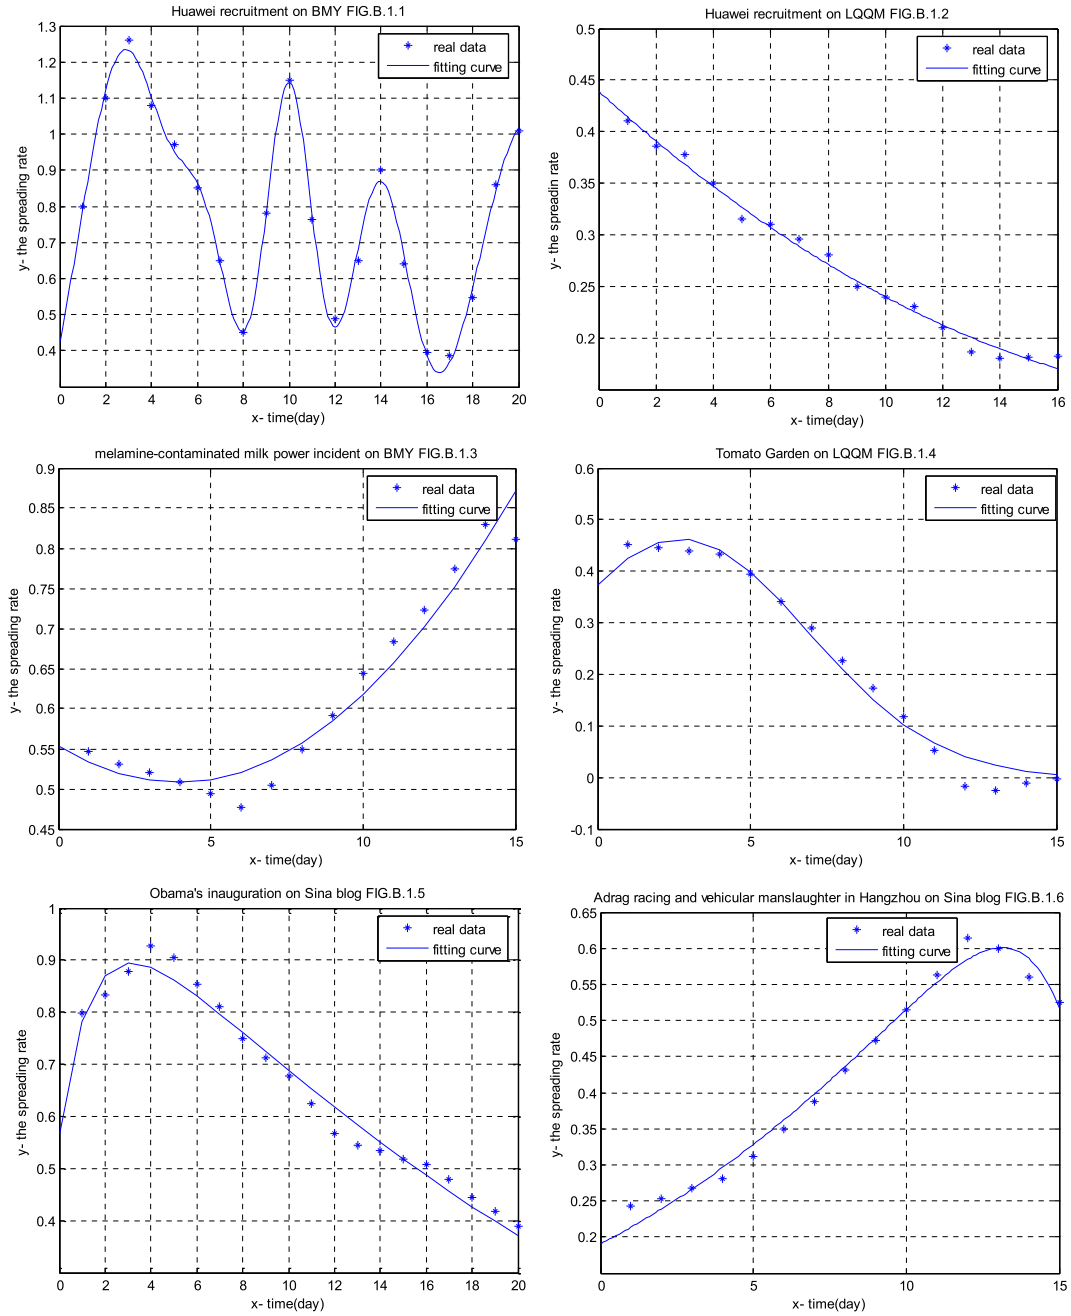 Huawei recruitment on BMY FIG.B.1.1
real data
fitting curve
1.3
1.2
1.1
1
0.9
0.8
0.7
0.6
0.5
0.4
0 2 4 6 8 10 12 14 16 18 20
x- time(day)
y- the spreading rate
Huawei recruitment on LQQM FIG.B.1.2
real data
fitting curve
0.5
0.45
0.4
0.35
0.3
0.25
0.2
0 2 4 6 8 10 12 14 16
x- time(day)
y- the spreadin rate
melamine-contaminated milk power incident on BMY FIG.B.1.3
real data
fitting curve
0.9
0.85
0.8
0.75
0.7
0.65
0.6
0.55
0.5
0.45
0 5 10 15
x- time(day)
y- the spreading rate
Tomato Garden on LQQM FIG.B.1.4
real data
fitting curve
0.6
0.5
0.4
0.3
0.2
0.1
0
-0.1
0 5 10 15
x- time(day)
y- the spreading rate
Obama's inauguration on Sina blog FIG.B.1.5
real data
fitting curve
1
0.9
0.8
0.7
0.6
0.5
0.4
0 2 4 6 8 10 12 14 16 18 20
x- time(day)
y- the spreading rate
Adrag racing and vehicular manslaughter in Hangzhou on Sina blog FIG.B.1.6
real data
fitting curve
0.65
0.6
0.55
0.5
0.45
0.4
0.35
0.3
0.25
0.2
0 5 10 15
x- time(day)
y- the spreading rate